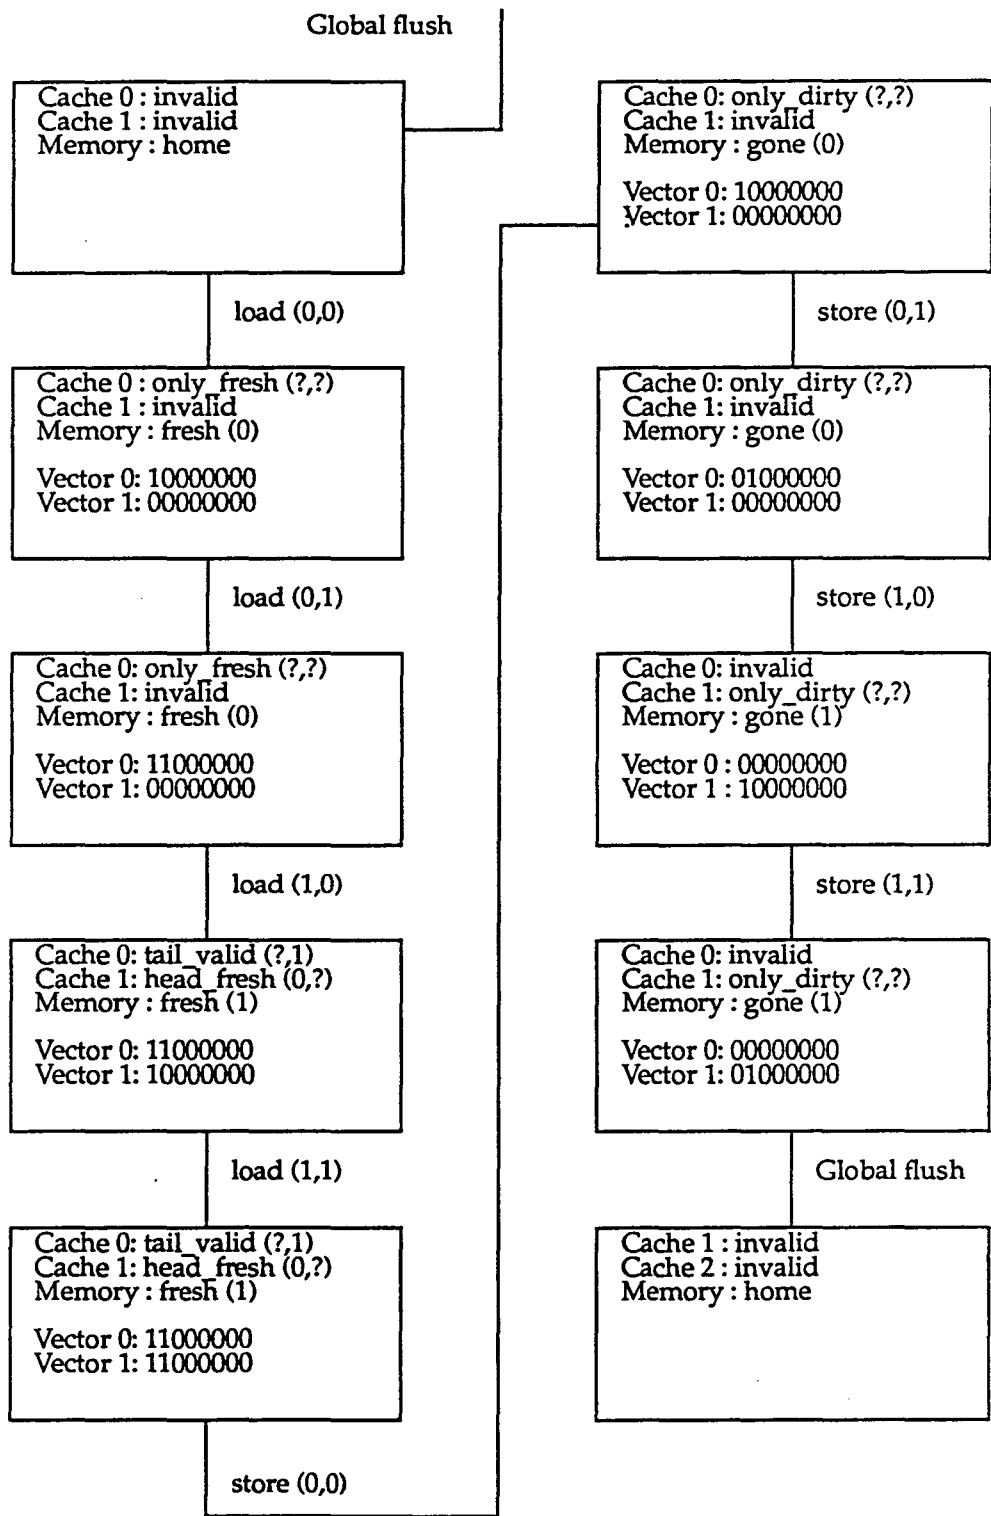 Global flush
Cache 0 : invalid
Cache 1 : invalid
Memory : home
load (0,0)
Cache 0 : only_fresh (?,?)
Cache 1 : invalid
Memory : fresh (0)
Vector 0: 10000000
Vector 1: 00000000
load (0,1)
Cache 0: only_fresh (?,?)
Cache 1: invalid
Memory : fresh (0)
Vector 0: 11000000
Vector 1: 00000000
load (1,0)
Cache 0: tail_valid (?,1)
Cache 1: head_fresh (0,?)
Memory : fresh (1)
Vector 0: 11000000
Vector 1: 10000000
load (1,1)
Cache 0: tail_valid (?,1)
Cache 1: head_fresh (0,?)
Memory : fresh (1)
Vector 0: 11000000
Vector 1: 11000000
store (0,0)
Cache 0: only_dirty (?,?)
Cache 1: invalid
Memory : gone (0)
Vector 0: 10000000
Vector 1: 00000000
store (0,1)
Cache 0: only_dirty (?,?)
Cache 1: invalid
Memory : gone (0)
Vector 0: 01000000
Vector 1: 00000000
store (1,0)
Cache 0: invalid
Cache 1: only_dirty (?,?)
Memory : gone (1)
Vector 0 : 00000000
Vector 1 : 10000000
store (1,1)
Cache 0: invalid
Cache 1: only_dirty (?,?)
Memory : gone (1)
Vector 0: 00000000
Vector 1: 01000000
Global flush
Cache 1 : invalid
Cache 2 : invalid
Memory : home